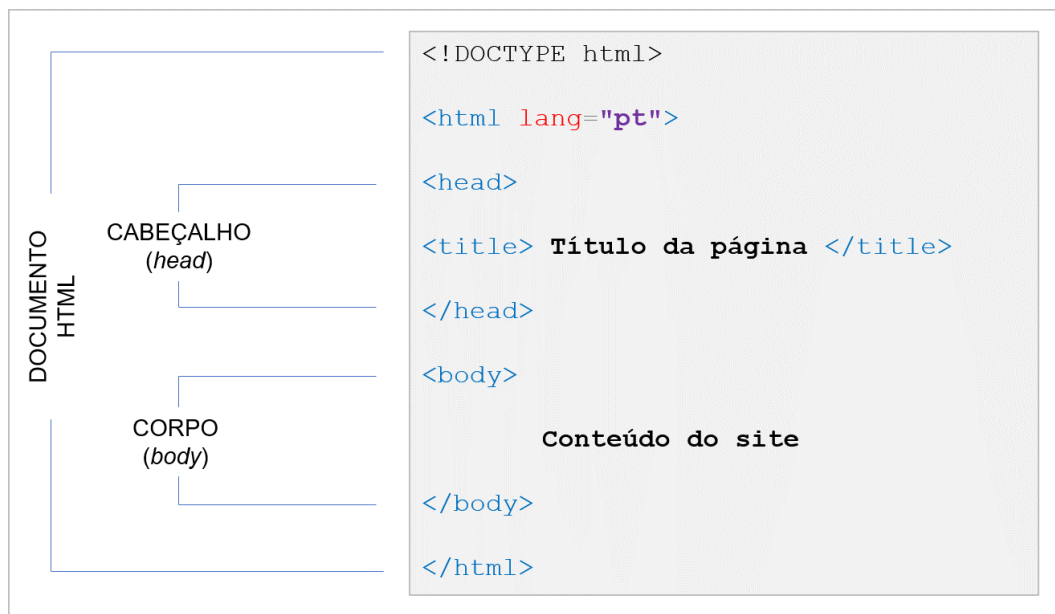 DOCUMENTO
HTML
CABEÇALHO
(head)
CORPO
(body)
<!DOCTYPE html>
<html lang="pt">
<head>
<title> Título da página </title>
</head>
<body>
Conteúdo do site
</body>
</html>